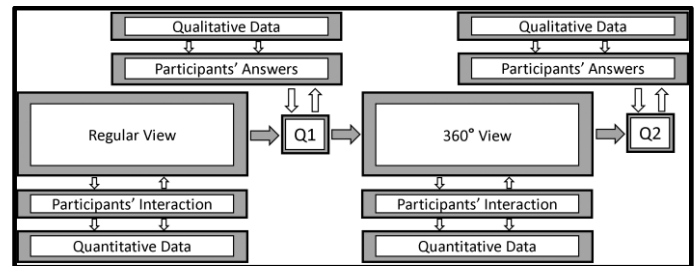 Qualitative Data
Qualitative Data
Participants' Answers
Participants' Answers
Regular View
Q1
360° View
Q2
Participants' Interaction
Participants' Interaction
Quantitative Data
Quantitative Data